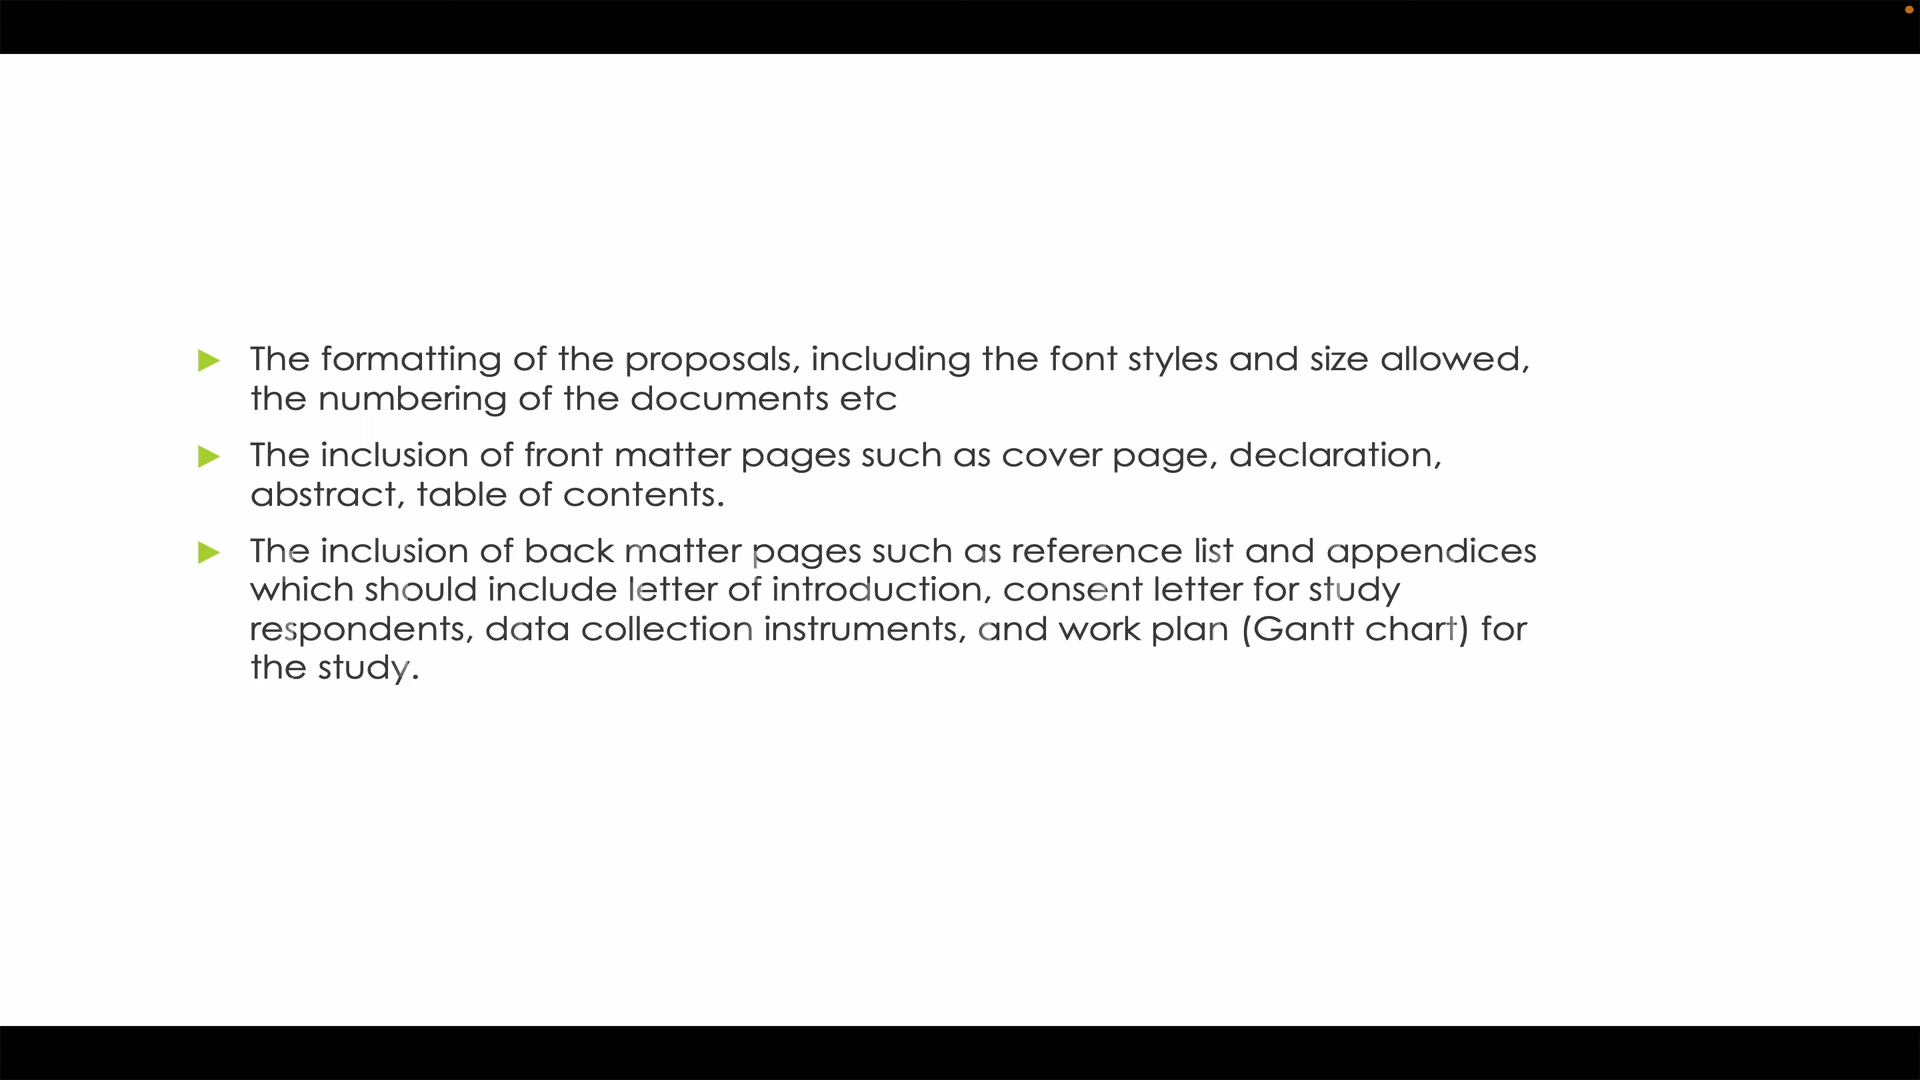 The formatting of the proposals, including the font styles and size allowed,
the numbering of the documents etc
The inclusion of front matter pages such as cover page, declaration,
abstract, table of contents.
The inclusion of back matter pages such as reference list and appendices
which should include letter of introduction, consent letter for study
respondents, data collection instruments, and work plan (Gantt chart) for
the study.